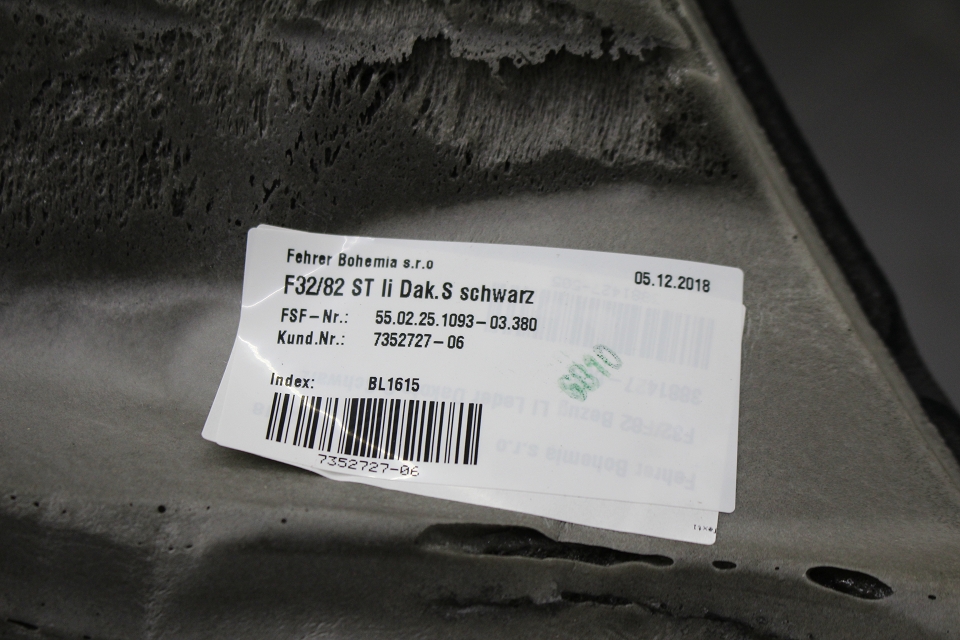 Fehrer Bohemia s.r.o
05.12.2018
F32/82 ST li Dak.S schwarz
FSF-Nr.: 55.02.25.1093-03.380
Kund.Nr.: 7352727-06
Index: BL1615
7352727-06